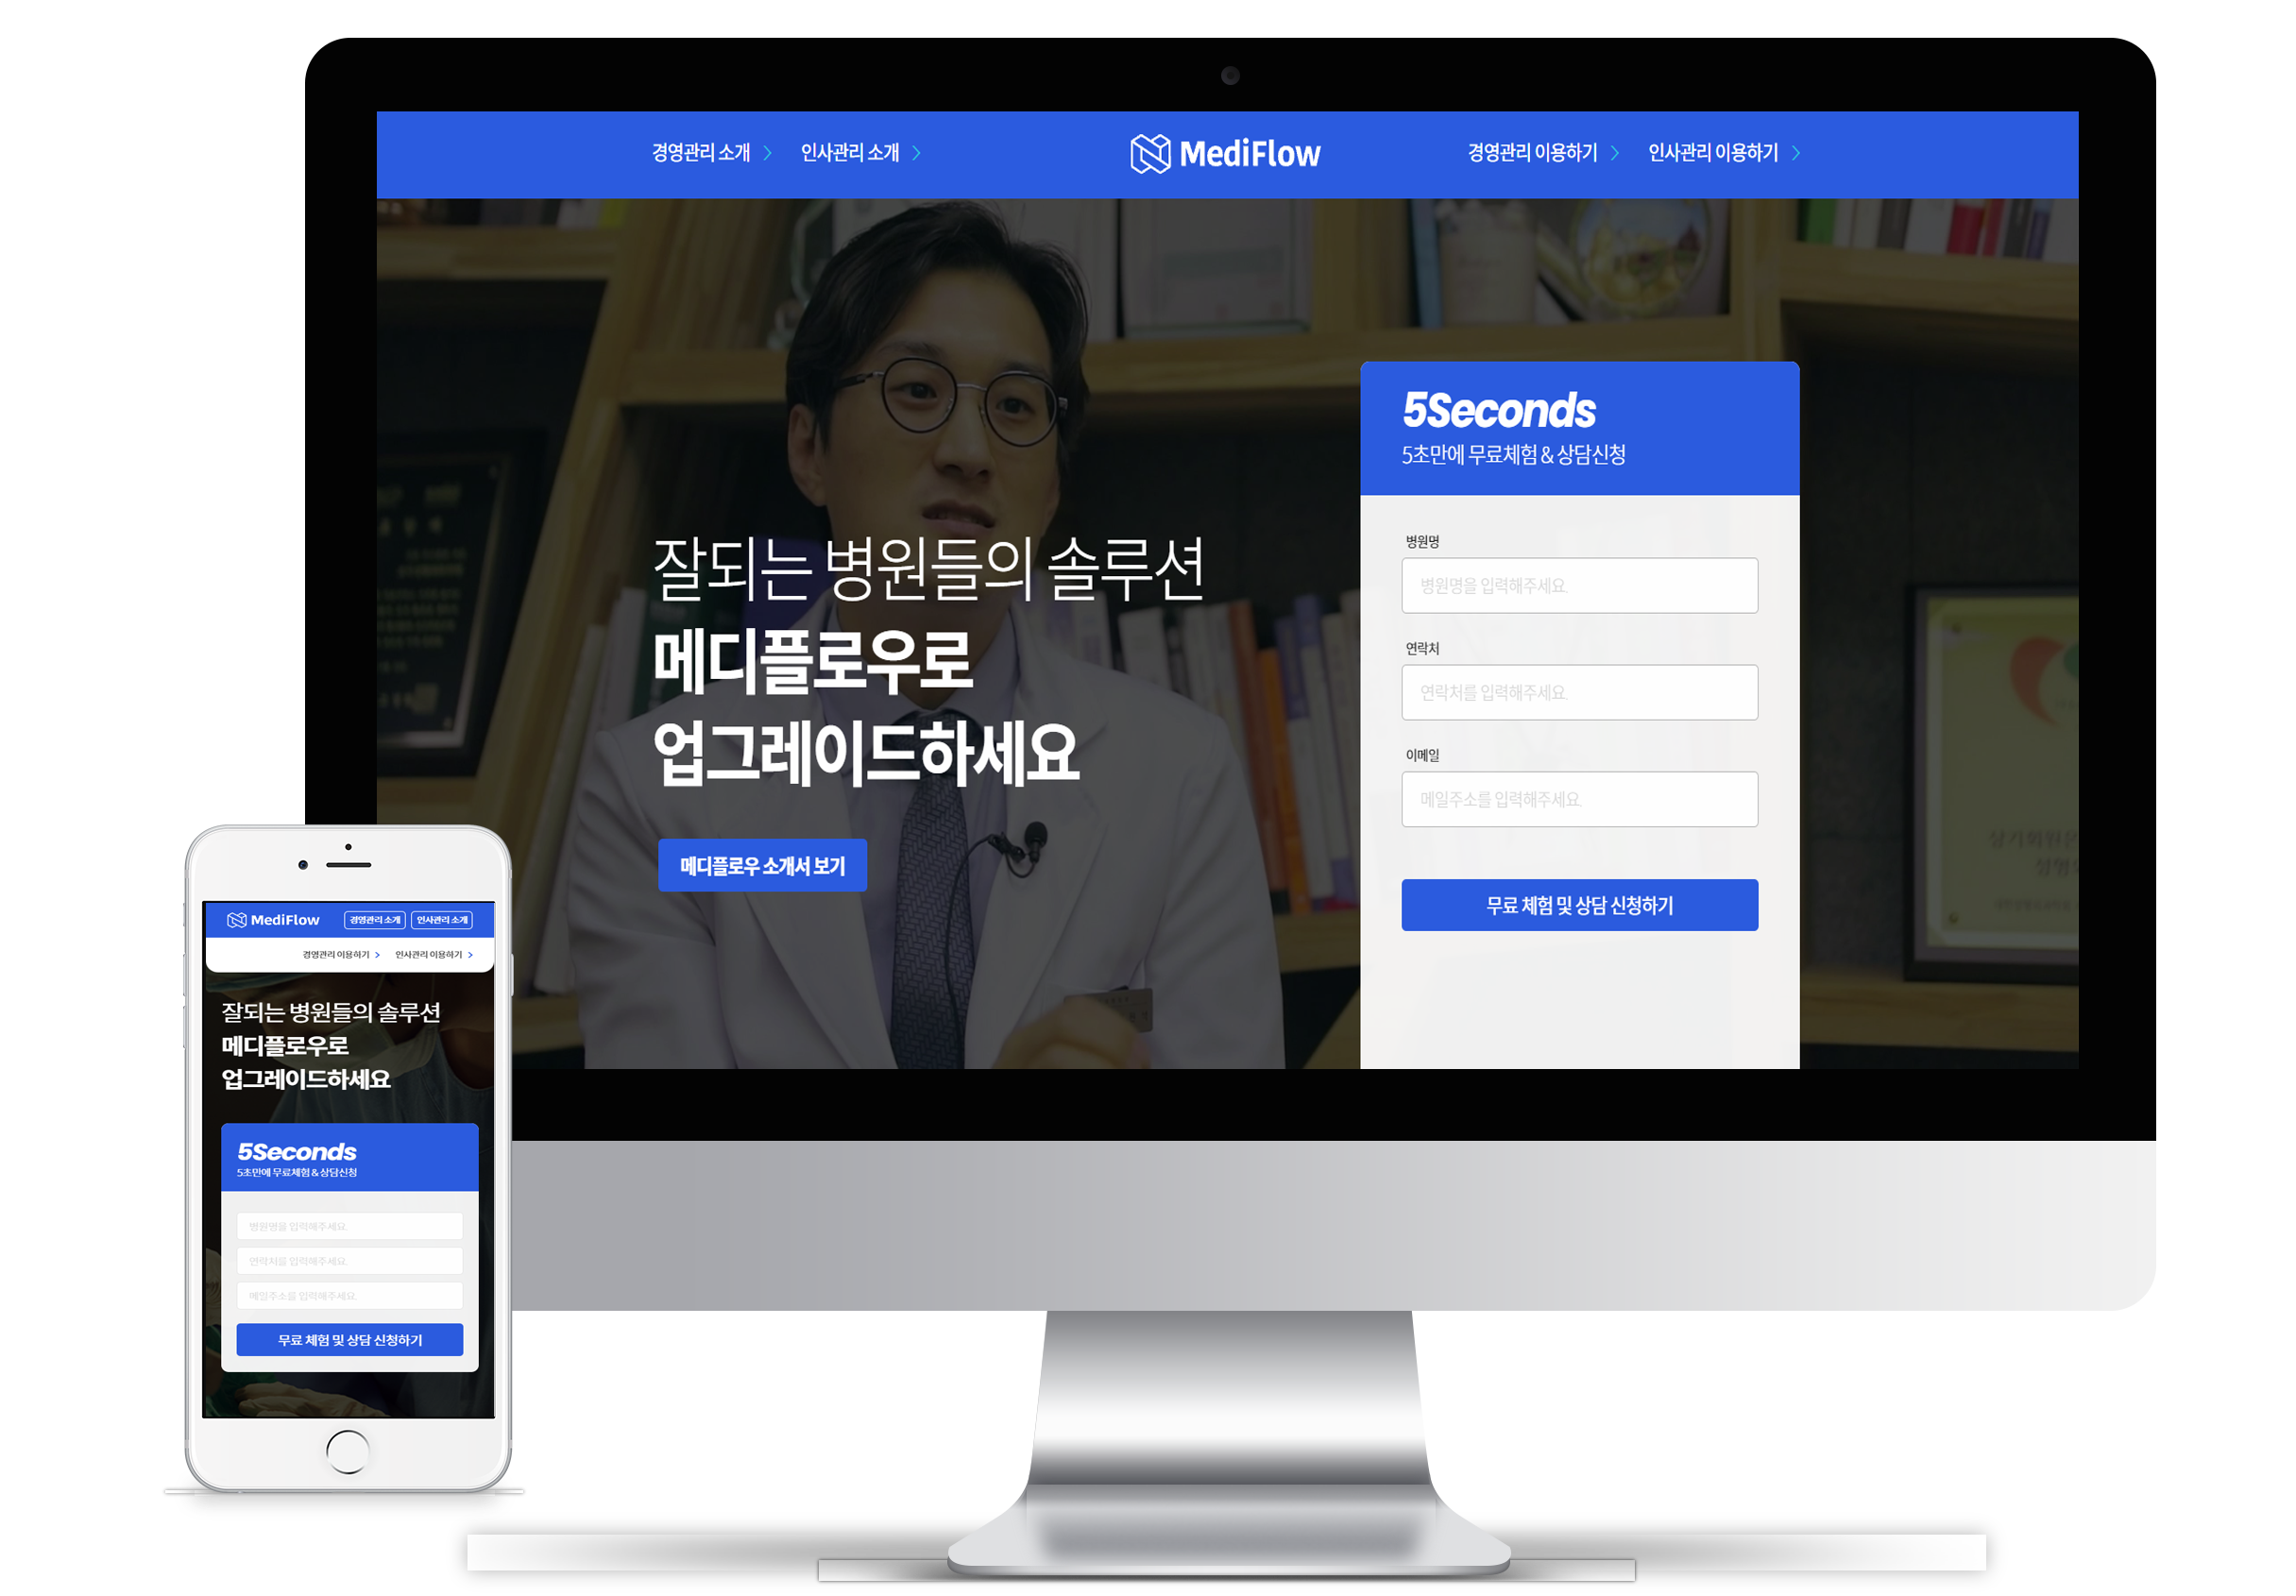 경영관리 소개
인사관리 소개
MediFlow
경영관리 이용하기
인사관리 이용하기
잘되는 병원들의 솔루션
메디플로우로
업그레이드하세요
메디플로우 소개서 보기
5Seconds
5초만에 무료체험 & 상담신청
병원명
병원명을 입력해주세요.
연락처
연락처를 입력해주세요.
이메일
메일주소를 입력해주세요.
무료 체험 및 상담 신청하기
MediFlow
경영관리 소개
인사관리 소개
경영관리 이용하기
인사관리 이용하기
잘되는 병원들의 솔루션
메디플로우로
업그레이드하세요
5Seconds
5초만에 무료체험 & 상담신청
병원명을 입력해주세요.
연락처를 입력해주세요.
메일주소를 입력해주세요.
무료 체험 및 상담 신청하기